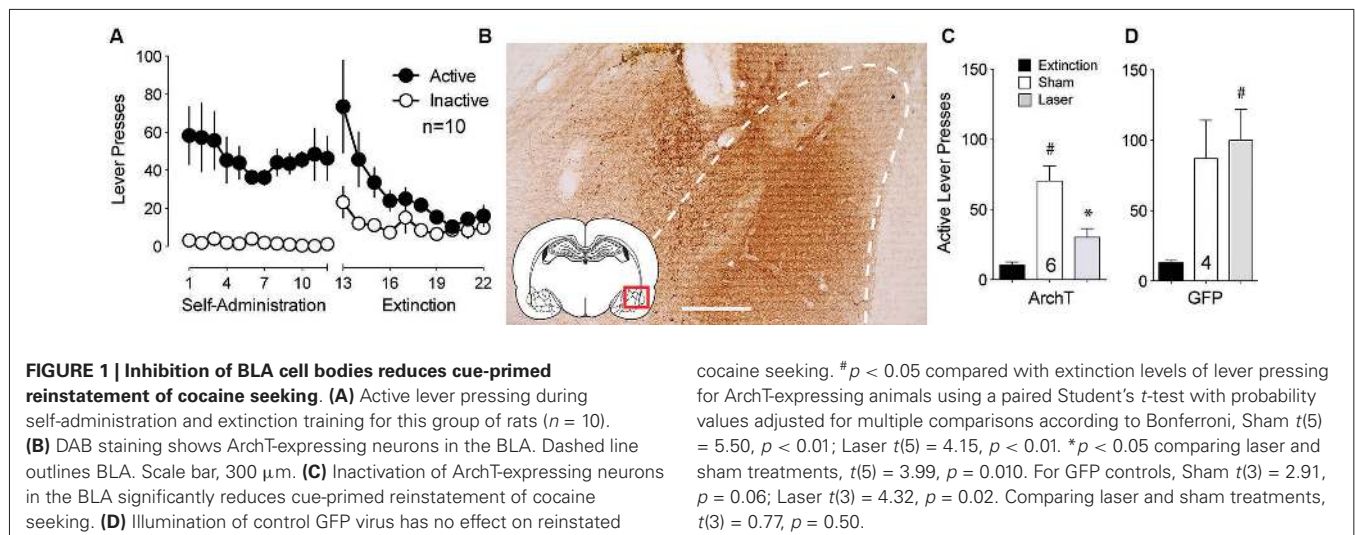 A
100
80
60
40
20
0
Lever Presses
Active
Inactive
n=10
1
4
7
10
13
16
19
22
Self-Administration
Extinction
B
C
Extinction
Sham
Laser
150
100
50
0
Active Lever Presses
#
*
6
ArchT
D
150
100
50
0
#
4
GFP
FIGURE 1 | Inhibition of BLA cell bodies reduces cue-primed
reinstatement of cocaine seeking. (A) Active lever pressing during
self-administration and extinction training for this group of rats (n = 10).
(B) DAB staining shows ArchT-expressing neurons in the BLA. Dashed line
outlines BLA. Scale bar, 300 μm. (C) Inactivation of ArchT-expressing neurons
in the BLA significantly reduces cue-primed reinstatement of cocaine
seeking. (D) Illumination of control GFP virus has no effect on reinstated
cocaine seeking. #p < 0.05 compared with extinction levels of lever pressing
for ArchT-expressing animals using a paired Student's t-test with probability
values adjusted for multiple comparisons according to Bonferroni, Sham t(5)
= 5.50, p < 0.01; Laser t(5) = 4.15, p < 0.01. *p < 0.05 comparing laser and
sham treatments, t(5) = 3.99, p = 0.010. For GFP controls, Sham t(3) = 2.91,
p = 0.06; Laser t(3) = 4.32, p = 0.02. Comparing laser and sham treatments,
t(3) = 0.77, p = 0.50.